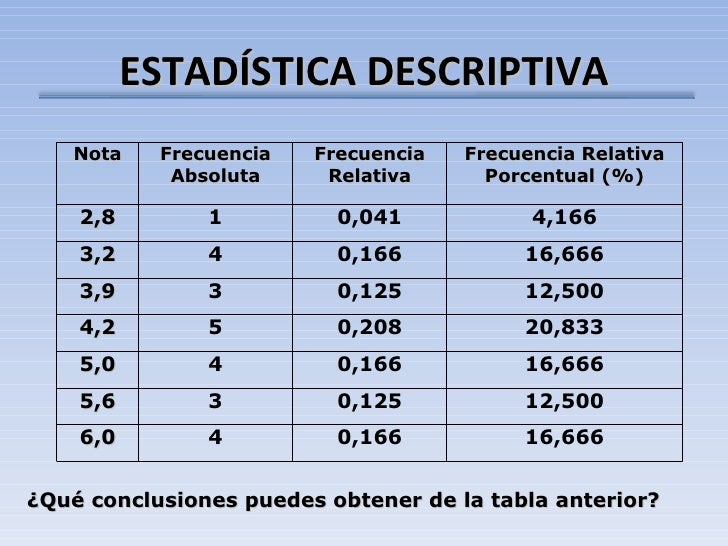 ESTADÍSTICA DESCRIPTIVA
Nota Frecuencia Absoluta Frecuencia Relativa Frecuencia Relativa Porcentual (%)
2,8 1 0,041 4,166
3,2 4 0,166 16,666
3,9 3 0,125 12,500
4,2 5 0,208 20,833
5,0 4 0,166 16,666
5,6 3 0,125 12,500
6,0 4 0,166 16,666
¿Qué conclusiones puedes obtener de la tabla anterior?